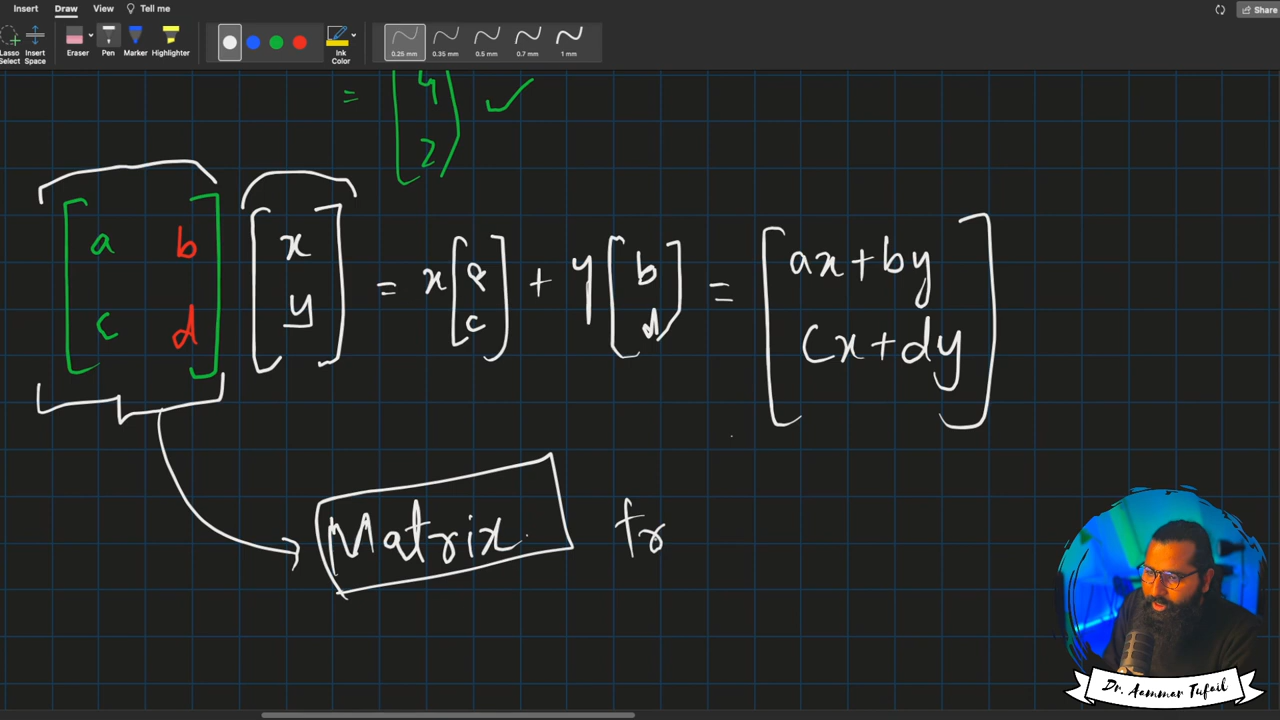 Insert Draw View Tell me Share
Lasso Select Insert Space Eraser Pen Marker Highlighter Ink Color 0.25 mm 0.35 mm 0.5 mm 0.7 mm 1 mm
= [4
2] ✓
[a b
c d] [x
y] = x[a
c] + y[b
d] = [ax+by
cx+dy]
Matrix tr
Dr. Aammar Tufail